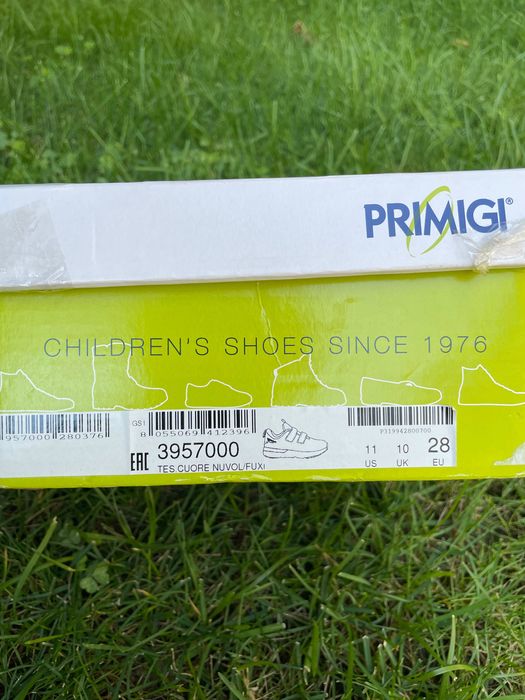 PRIMIGI®
CHILDREN'S SHOES SINCE 1976
957000 280376
GS1
8 055069 412396
P319942800700
EAC 3957000
TES.CUORE NUVOL/FUXI
11 10 28
US UK EU